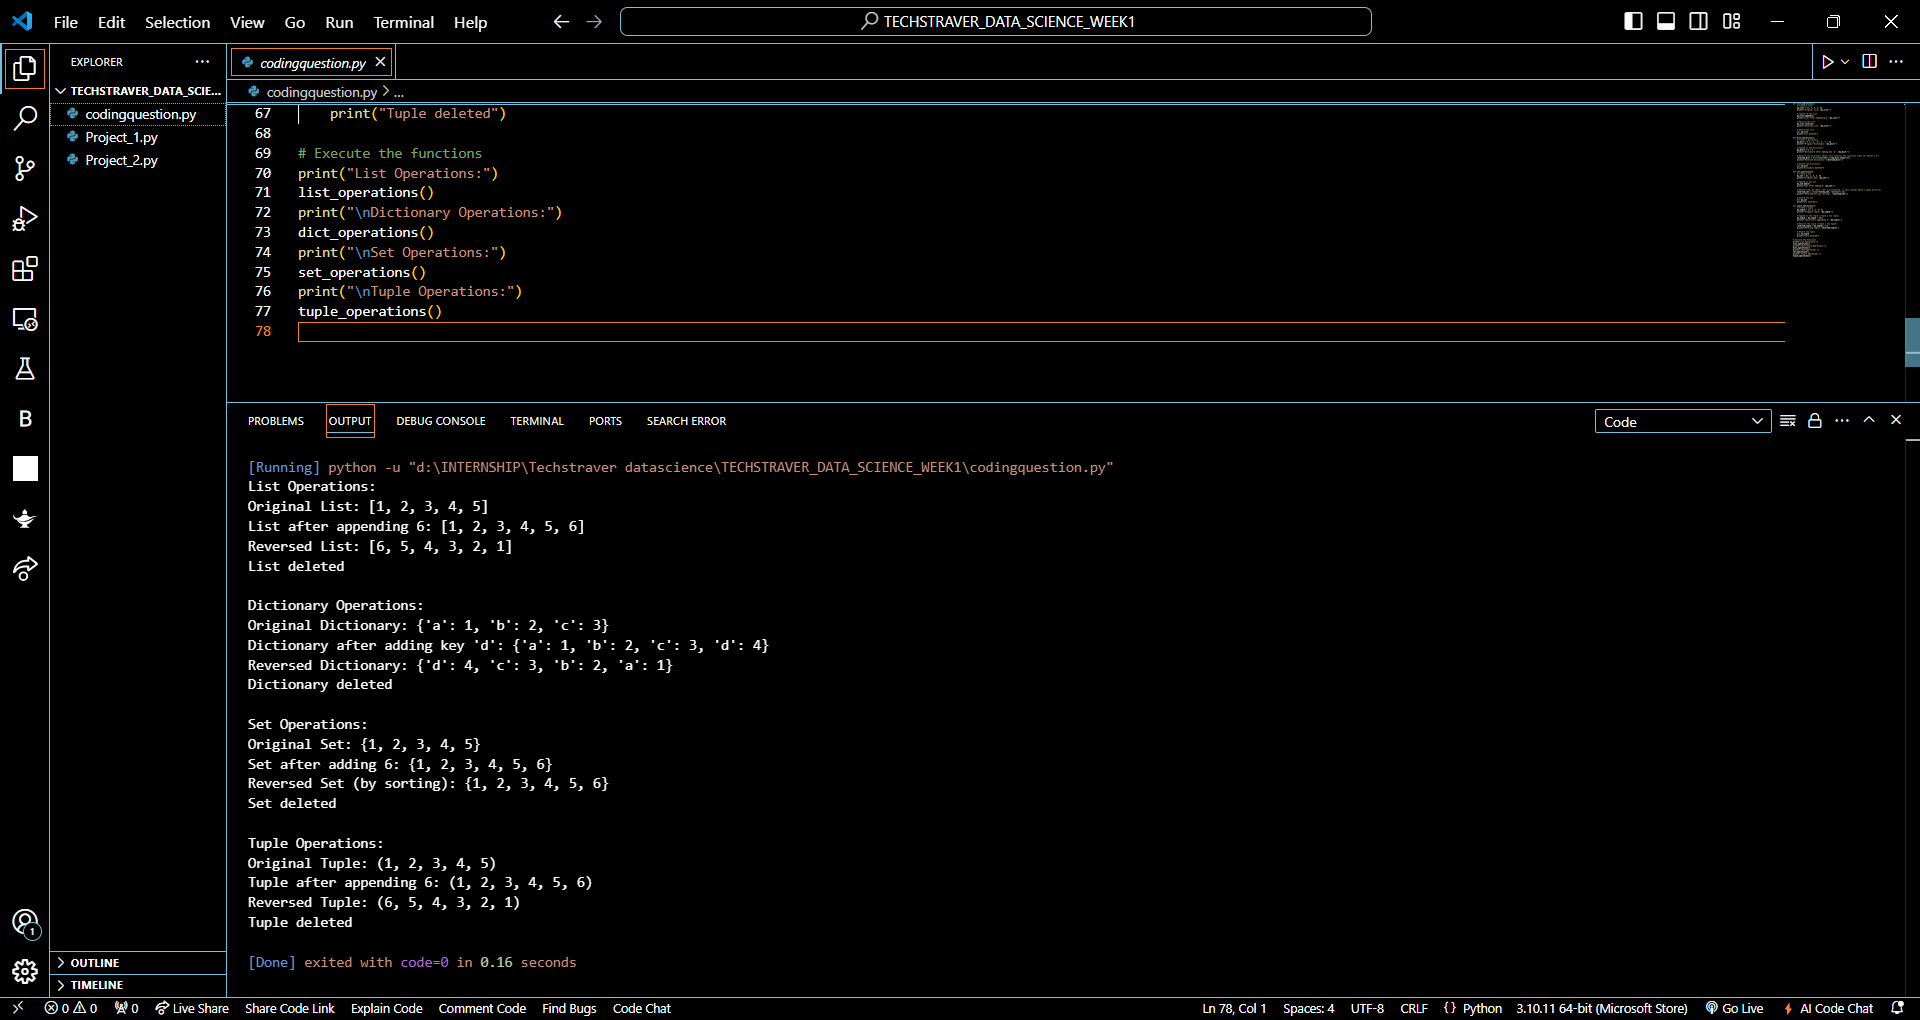 File Edit Selection View Go Run Terminal Help
TECHSTRAVER_DATA_SCIENCE_WEEK1
EXPLORER
TECHSTRAVER_DATA_SCIE...
codingquestion.py
Project_1.py
Project_2.py
OUTLINE
TIMELINE
codingquestion.py
codingquestion.py > ...
67     print("Tuple deleted")
68
69 # Execute the functions
70 print("List Operations:")
71 list_operations()
72 print("\nDictionary Operations:")
73 dict_operations()
74 print("\nSet Operations:")
75 set_operations()
76 print("\nTuple Operations:")
77 tuple_operations()
78
PROBLEMS OUTPUT DEBUG CONSOLE TERMINAL PORTS SEARCH ERROR
Code
[Running] python -u "d:\INTERNSHIP\Techstraver datascience\TECHSTRAVER_DATA_SCIENCE_WEEK1\codingquestion.py"
List Operations:
Original List: [1, 2, 3, 4, 5]
List after appending 6: [1, 2, 3, 4, 5, 6]
Reversed List: [6, 5, 4, 3, 2, 1]
List deleted
Dictionary Operations:
Original Dictionary: {'a': 1, 'b': 2, 'c': 3}
Dictionary after adding key 'd': {'a': 1, 'b': 2, 'c': 3, 'd': 4}
Reversed Dictionary: {'d': 4, 'c': 3, 'b': 2, 'a': 1}
Dictionary deleted
Set Operations:
Original Set: {1, 2, 3, 4, 5}
Set after adding 6: {1, 2, 3, 4, 5, 6}
Reversed Set (by sorting): {1, 2, 3, 4, 5, 6}
Set deleted
Tuple Operations:
Original Tuple: (1, 2, 3, 4, 5)
Tuple after appending 6: (1, 2, 3, 4, 5, 6)
Reversed Tuple: (6, 5, 4, 3, 2, 1)
Tuple deleted
[Done] exited with code=0 in 0.16 seconds
B
1
0 0 0 Live Share Share Code Link Explain Code Comment Code Find Bugs Code Chat
Ln 78, Col 1 Spaces: 4 UTF-8 CRLF {} Python 3.10.11 64-bit (Microsoft Store) Go Live AI Code Chat